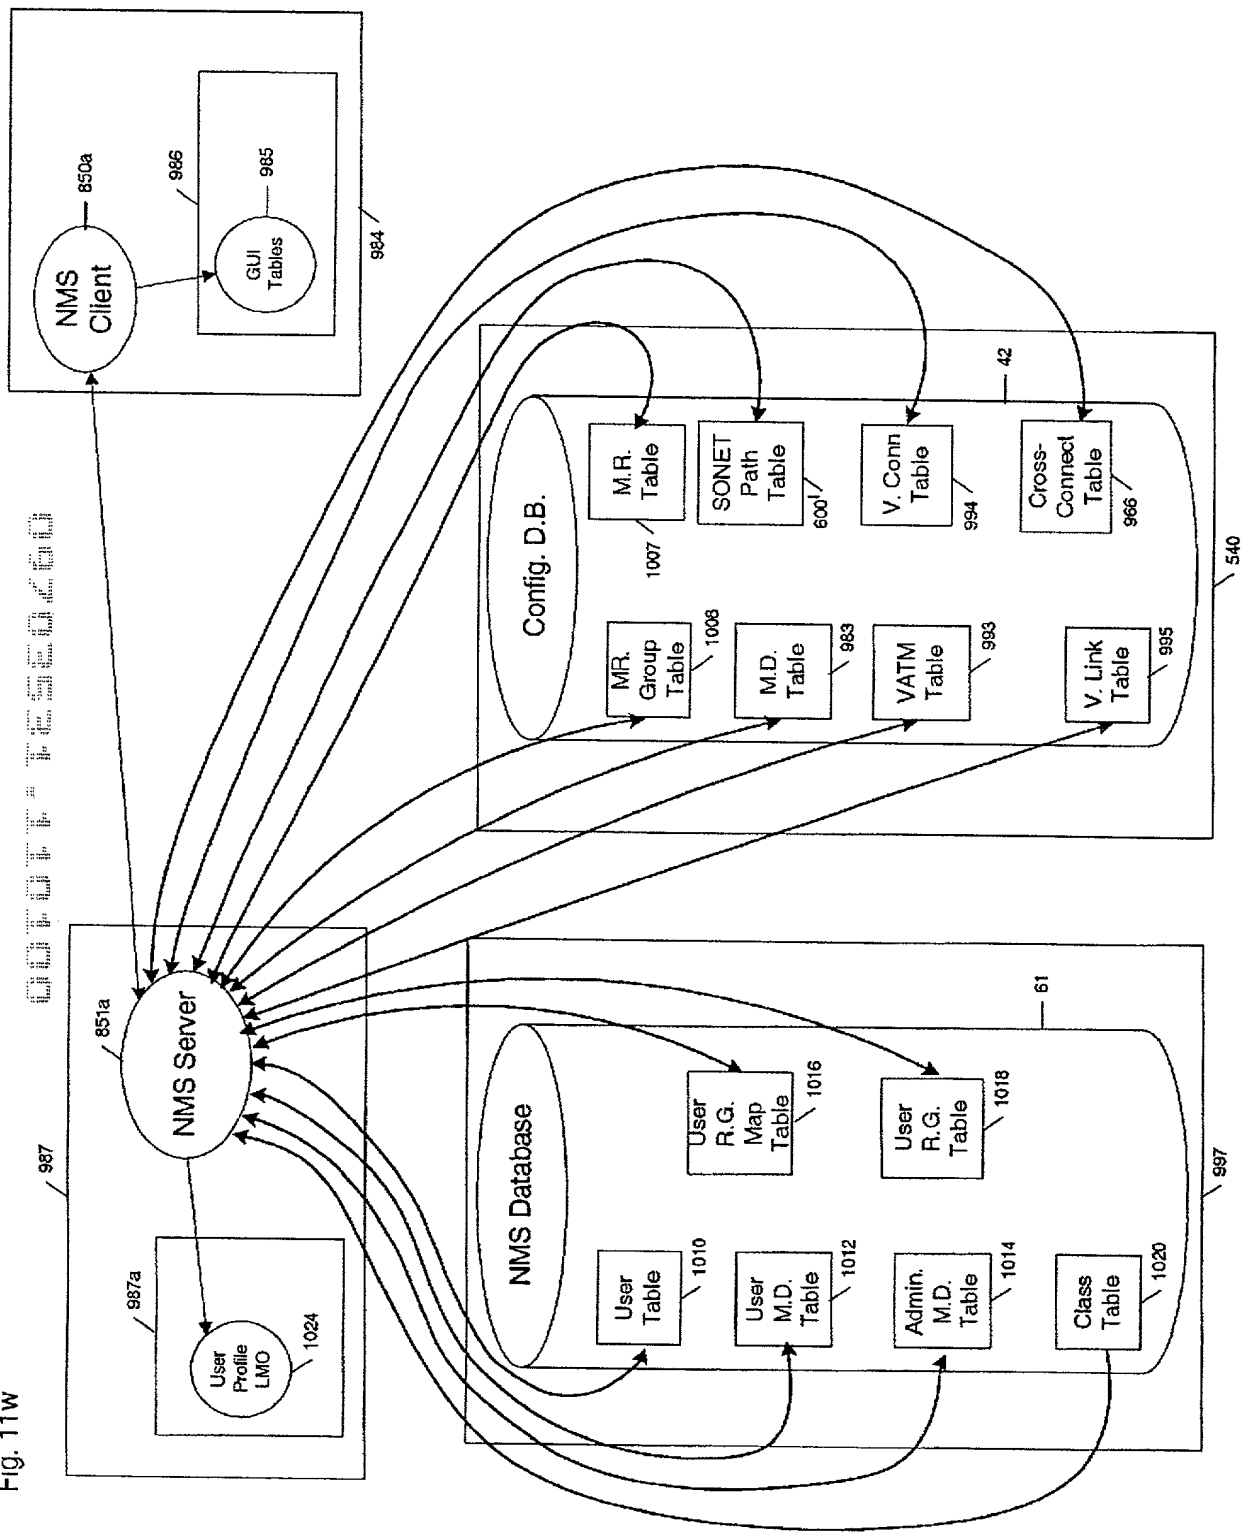 Fig. 11w
987
851a
NMS Server
987a
User
Profile
LMO
1024
NMS
Client
850a
986
GUI
Tables
985
984
NMS Database
61
User
Table
1010
User
M.D.
Table
1012
Admin.
M.D.
Table
1014
Class
Table
1020
User
R.G.
Map
Table
1016
User
R.G.
Table
1018
997
Config. D.B.
42
MR.
Group
Table
1008
M.D.
Table
983
VATM
Table
993
V. Link
Table
995
M.R.
Table
1007
SONET
Path
Table
600'
V. Conn
Table
994
Cross-
Connect
Table
966
540